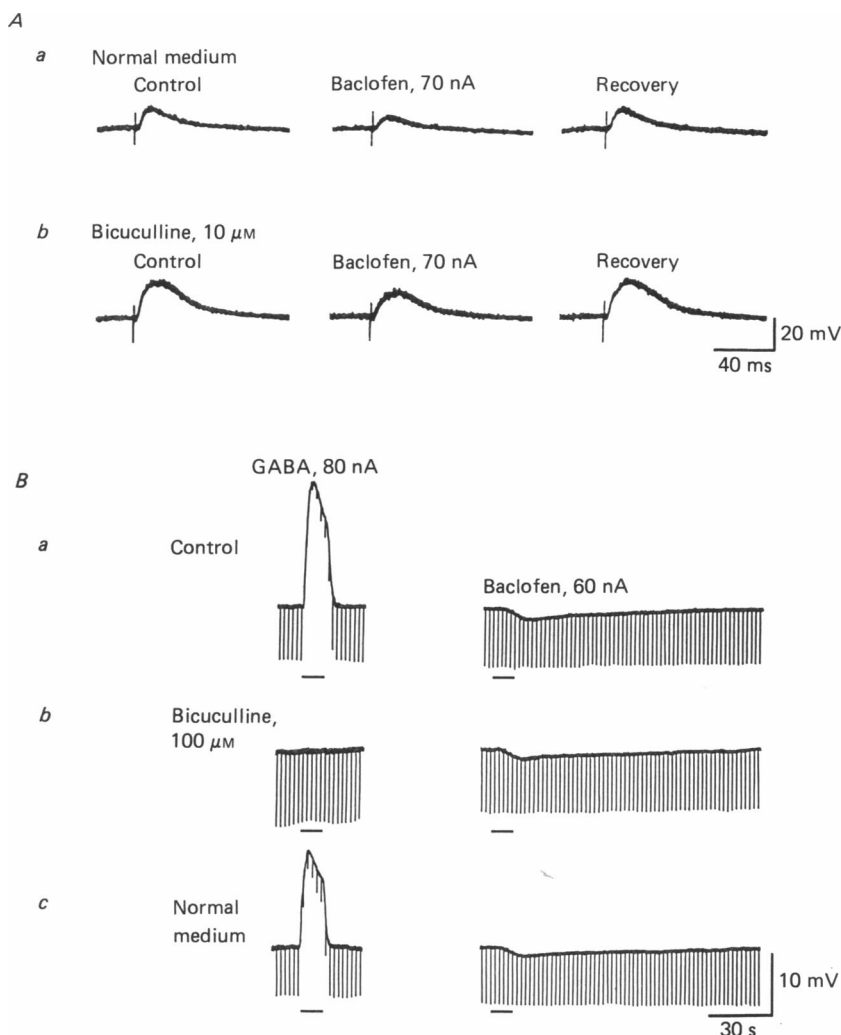 A
a Normal medium
Control Baclofen, 70 nA Recovery
b Bicuculline, 10 μM
Control Baclofen, 70 nA Recovery
20 mV
40 ms
GABA, 80 nA
B
a Control
Baclofen, 60 nA
b Bicuculline,
100 μM
c Normal
medium
10 mV
30 s